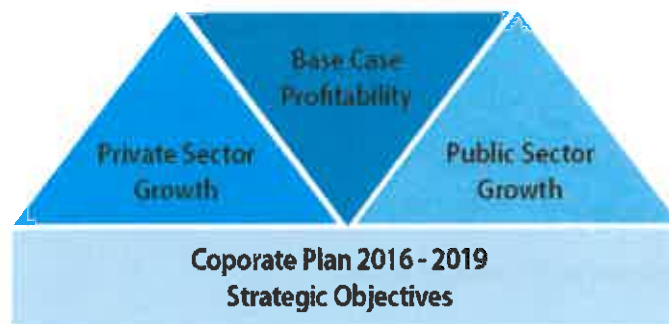 Base Case
Profitability
Private Sector
Growth
Public Sector
Growth
Coporate Plan 2016 - 2019
Strategic Objectives